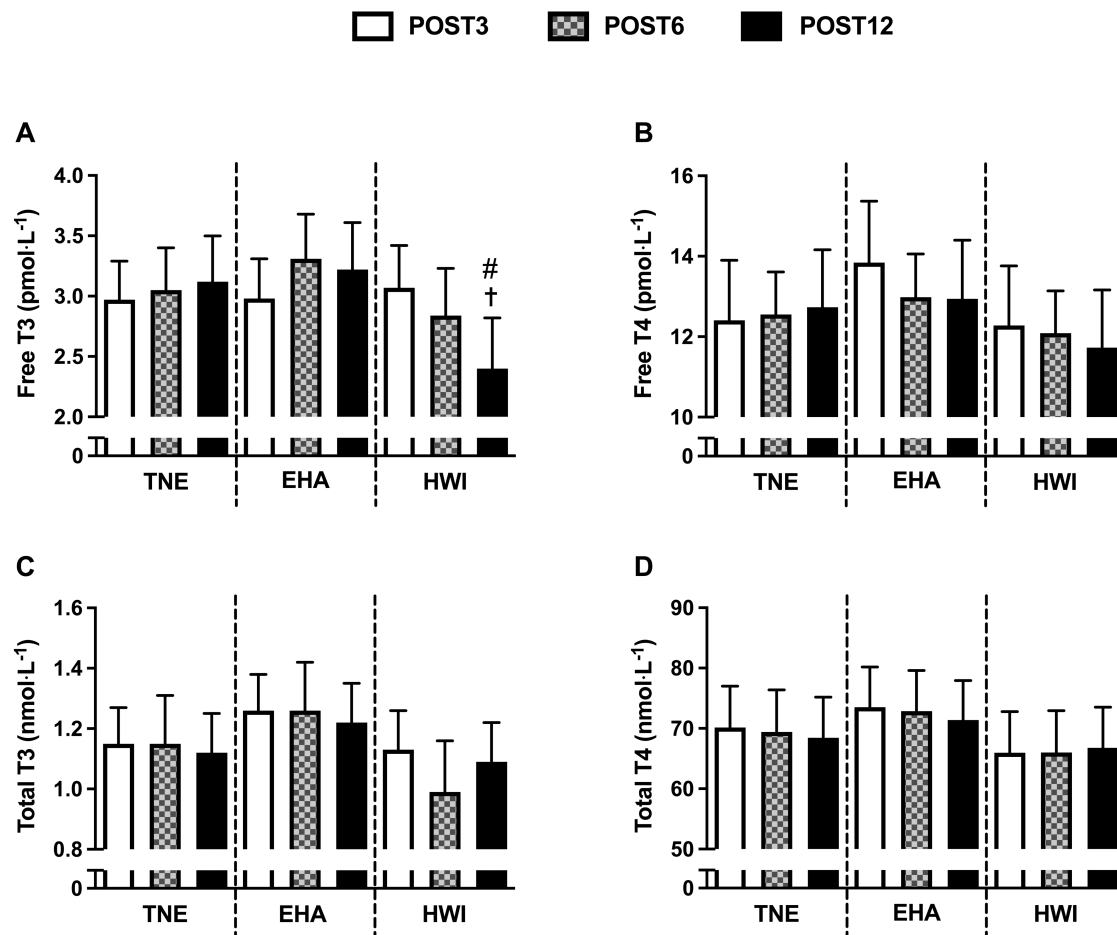 POST3 POST6 POST12
A
Free T3 (pmol·L⁻¹)
4.0
3.5
3.0
2.5
2.0
0
#
†
TNE EHA HWI
B
Free T4 (pmol·L⁻¹)
16
14
12
10
0
TNE EHA HWI
C
Total T3 (nmol·L⁻¹)
1.6
1.4
1.2
1.0
0.8
0
TNE EHA HWI
D
Total T4 (nmol·L⁻¹)
90
80
70
60
50
0
TNE EHA HWI